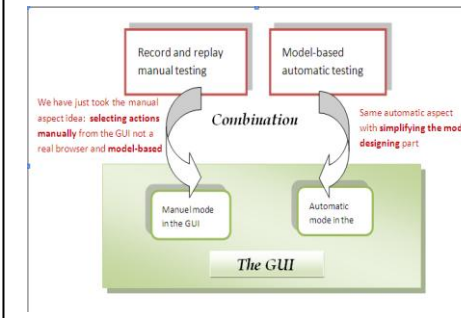 Record and replay
manual testing
Model-based
automatic testing
We have just took the manual
aspect idea: selecting actions
manually from the GUI not a
real browser and model-based
Combination
Same automatic aspect
with simplifying the mod
designing part
Manuel mode
in the GUI
Automatic
mode in the
The GUI